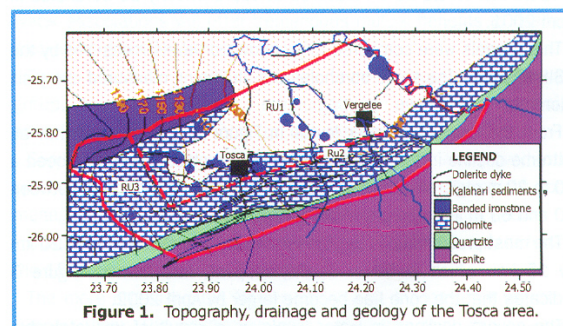 -25.70
-25.80
-25.90
-26.00
RU1
Vergelee
Tosca
RU2
RU3
LEGEND
Dolerite dyke
Kalahari sediments
Banded ironstone
Dolomite
Quartzite
Granite
23.70 23.80 23.90 24.00 24.10 24.20 24.30 24.40 24.50
Figure 1. Topography, drainage and geology of the Tosca area.